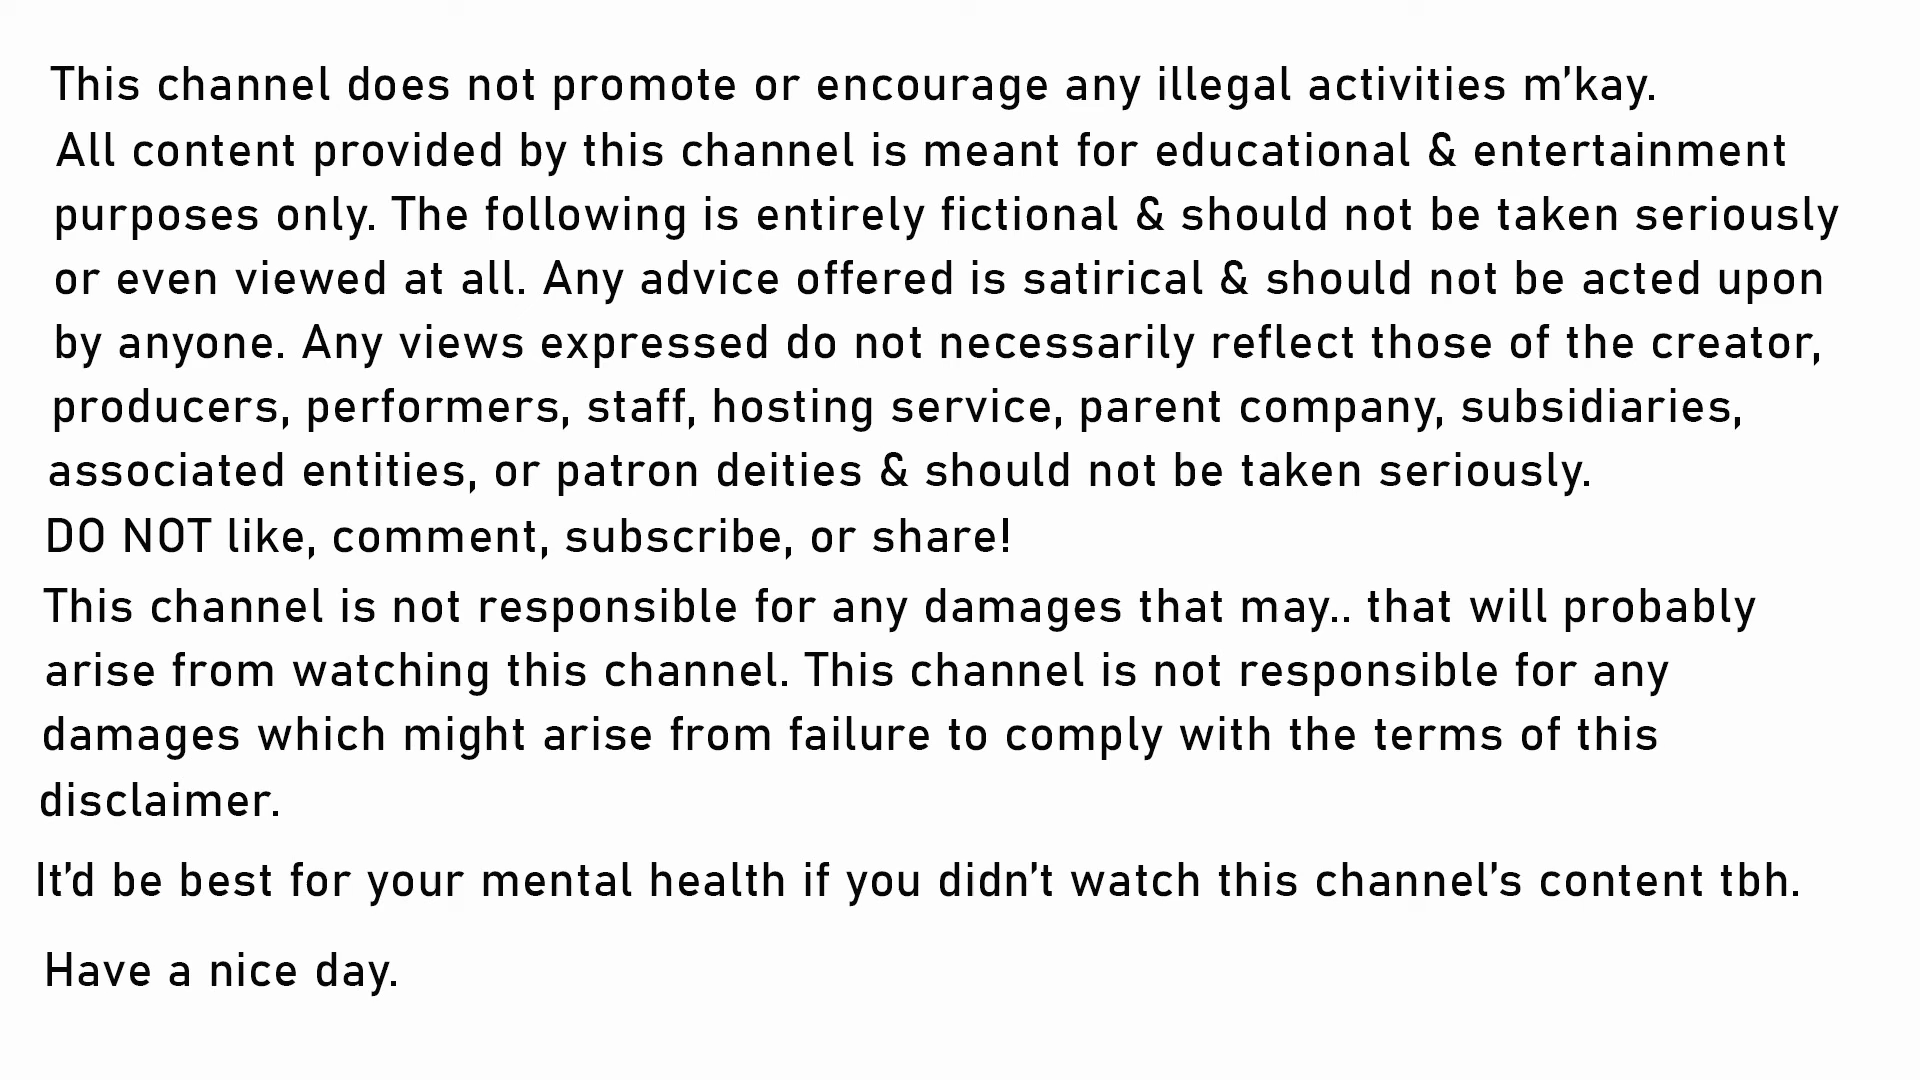 This channel does not promote or encourage any illegal activities m'kay.
All content provided by this channel is meant for educational & entertainment
purposes only. The following is entirely fictional & should not be taken seriously
or even viewed at all. Any advice offered is satirical & should not be acted upon
by anyone. Any views expressed do not necessarily reflect those of the creator,
producers, performers, staff, hosting service, parent company, subsidiaries,
associated entities, or patron deities & should not be taken seriously.
DO NOT like, comment, subscribe, or share!
This channel is not responsible for any damages that may.. that will probably
arise from watching this channel. This channel is not responsible for any
damages which might arise from failure to comply with the terms of this
disclaimer.
It'd be best for your mental health if you didn't watch this channel's content tbh.
Have a nice day.